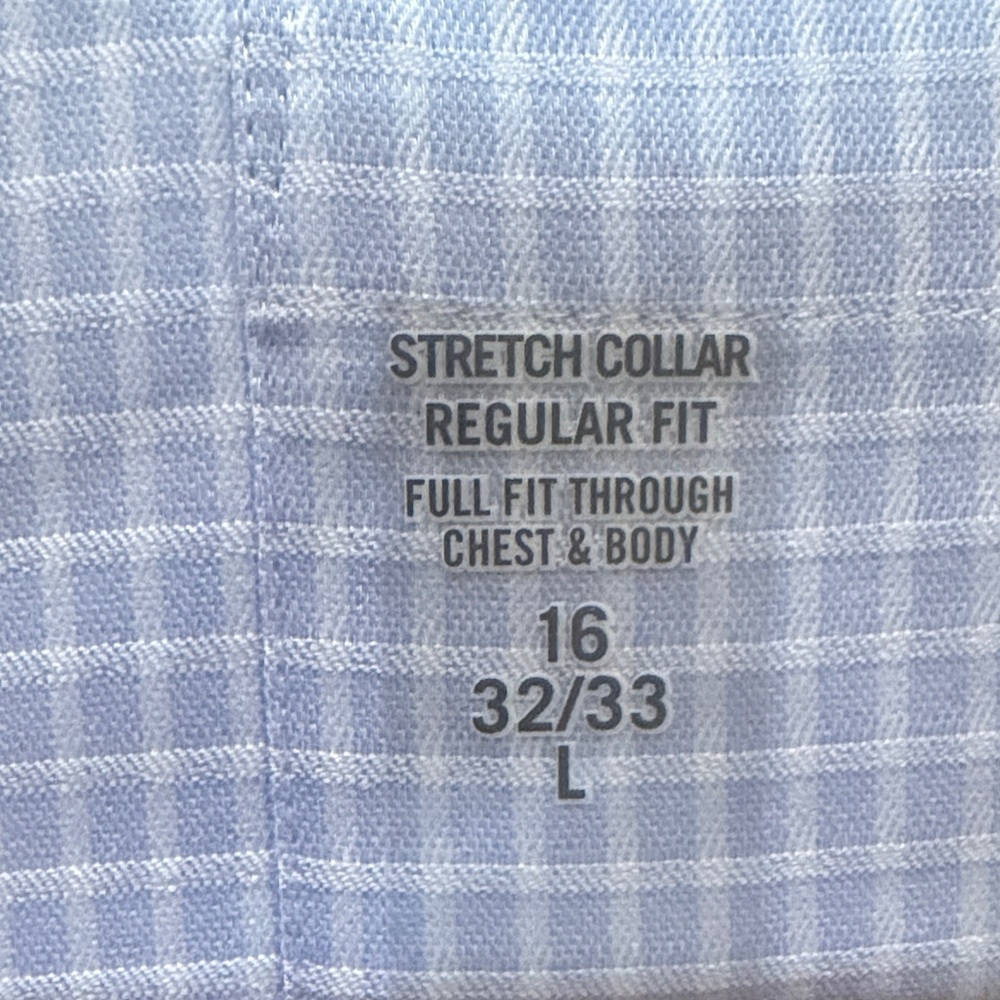 STRETCH COLLAR
REGULAR FIT
FULL FIT THROUGH
CHEST & BODY
16
32/33
L